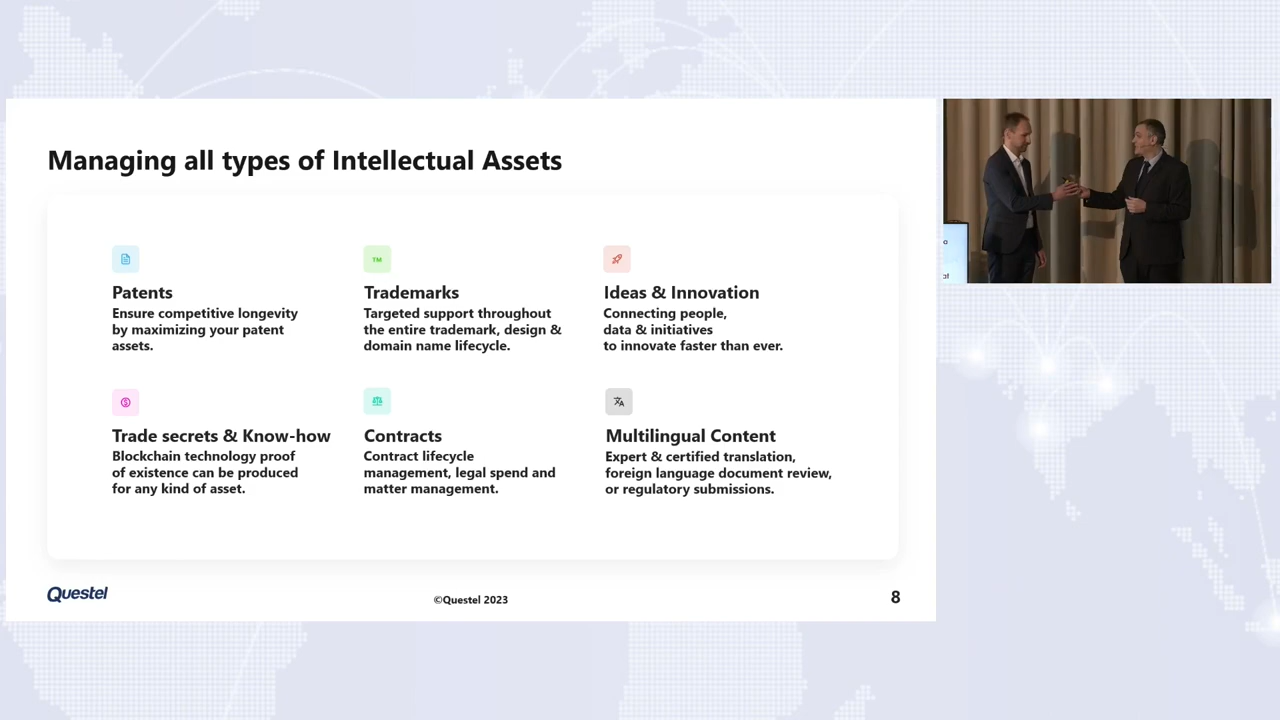 Managing all types of Intellectual Assets
Patents
Ensure competitive longevity
by maximizing your patent
assets.
TM
Trademarks
Targeted support throughout
the entire trademark, design &
domain name lifecycle.
Ideas & Innovation
Connecting people,
data & initiatives
to innovate faster than ever.
Trade secrets & Know-how
Blockchain technology proof
of existence can be produced
for any kind of asset.
Contracts
Contract lifecycle
management, legal spend and
matter management.
Multilingual Content
Expert & certified translation,
foreign language document review,
or regulatory submissions.
Questel
©Questel 2023
8